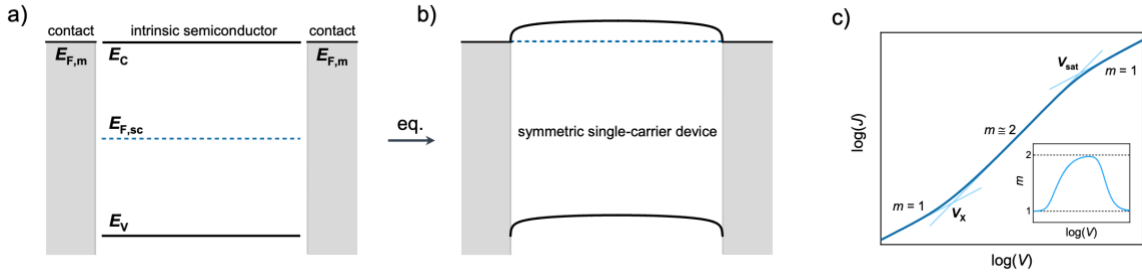 a)
contact intrinsic semiconductor contact
E_F,m E_C E_F,m
E_F,sc
E_V
eq.
b)
symmetric single-carrier device
c)
log(J)
V_sat
m = 1
m ≅ 2
m = 1
V_X
m
2
1
log(V)
log(V)